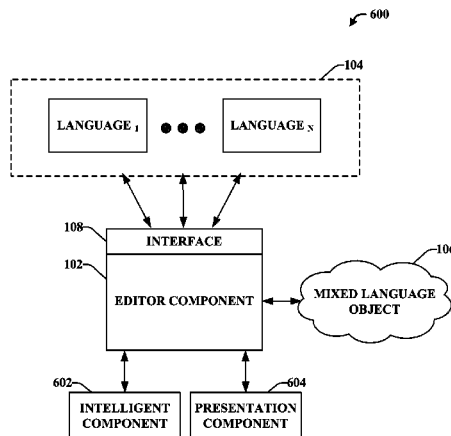 600
104
LANGUAGE 1 ● ● ● LANGUAGE N
108
INTERFACE
102
EDITOR COMPONENT
MIXED LANGUAGE
OBJECT
602
604
INTELLIGENT
COMPONENT
PRESENTATION
COMPONENT